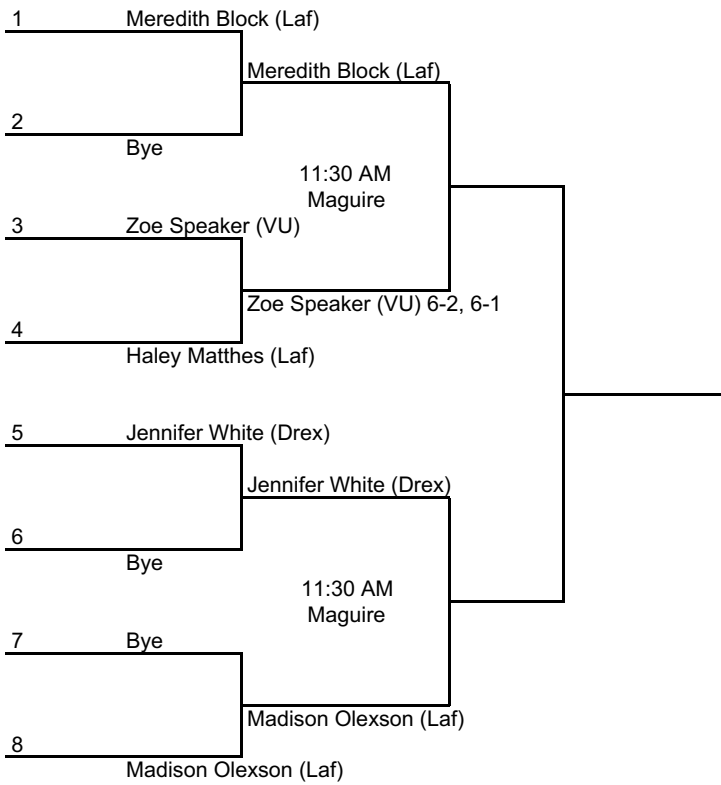 1 Meredith Block (Laf)
Meredith Block (Laf)
2
Bye
11:30 AM
Maguire
3 Zoe Speaker (VU)
Zoe Speaker (VU) 6-2, 6-1
4
Haley Matthes (Laf)
5 Jennifer White (Drex)
Jennifer White (Drex)
6
Bye
11:30 AM
Maguire
7 Bye
Madison Olexson (Laf)
8
Madison Olexson (Laf)